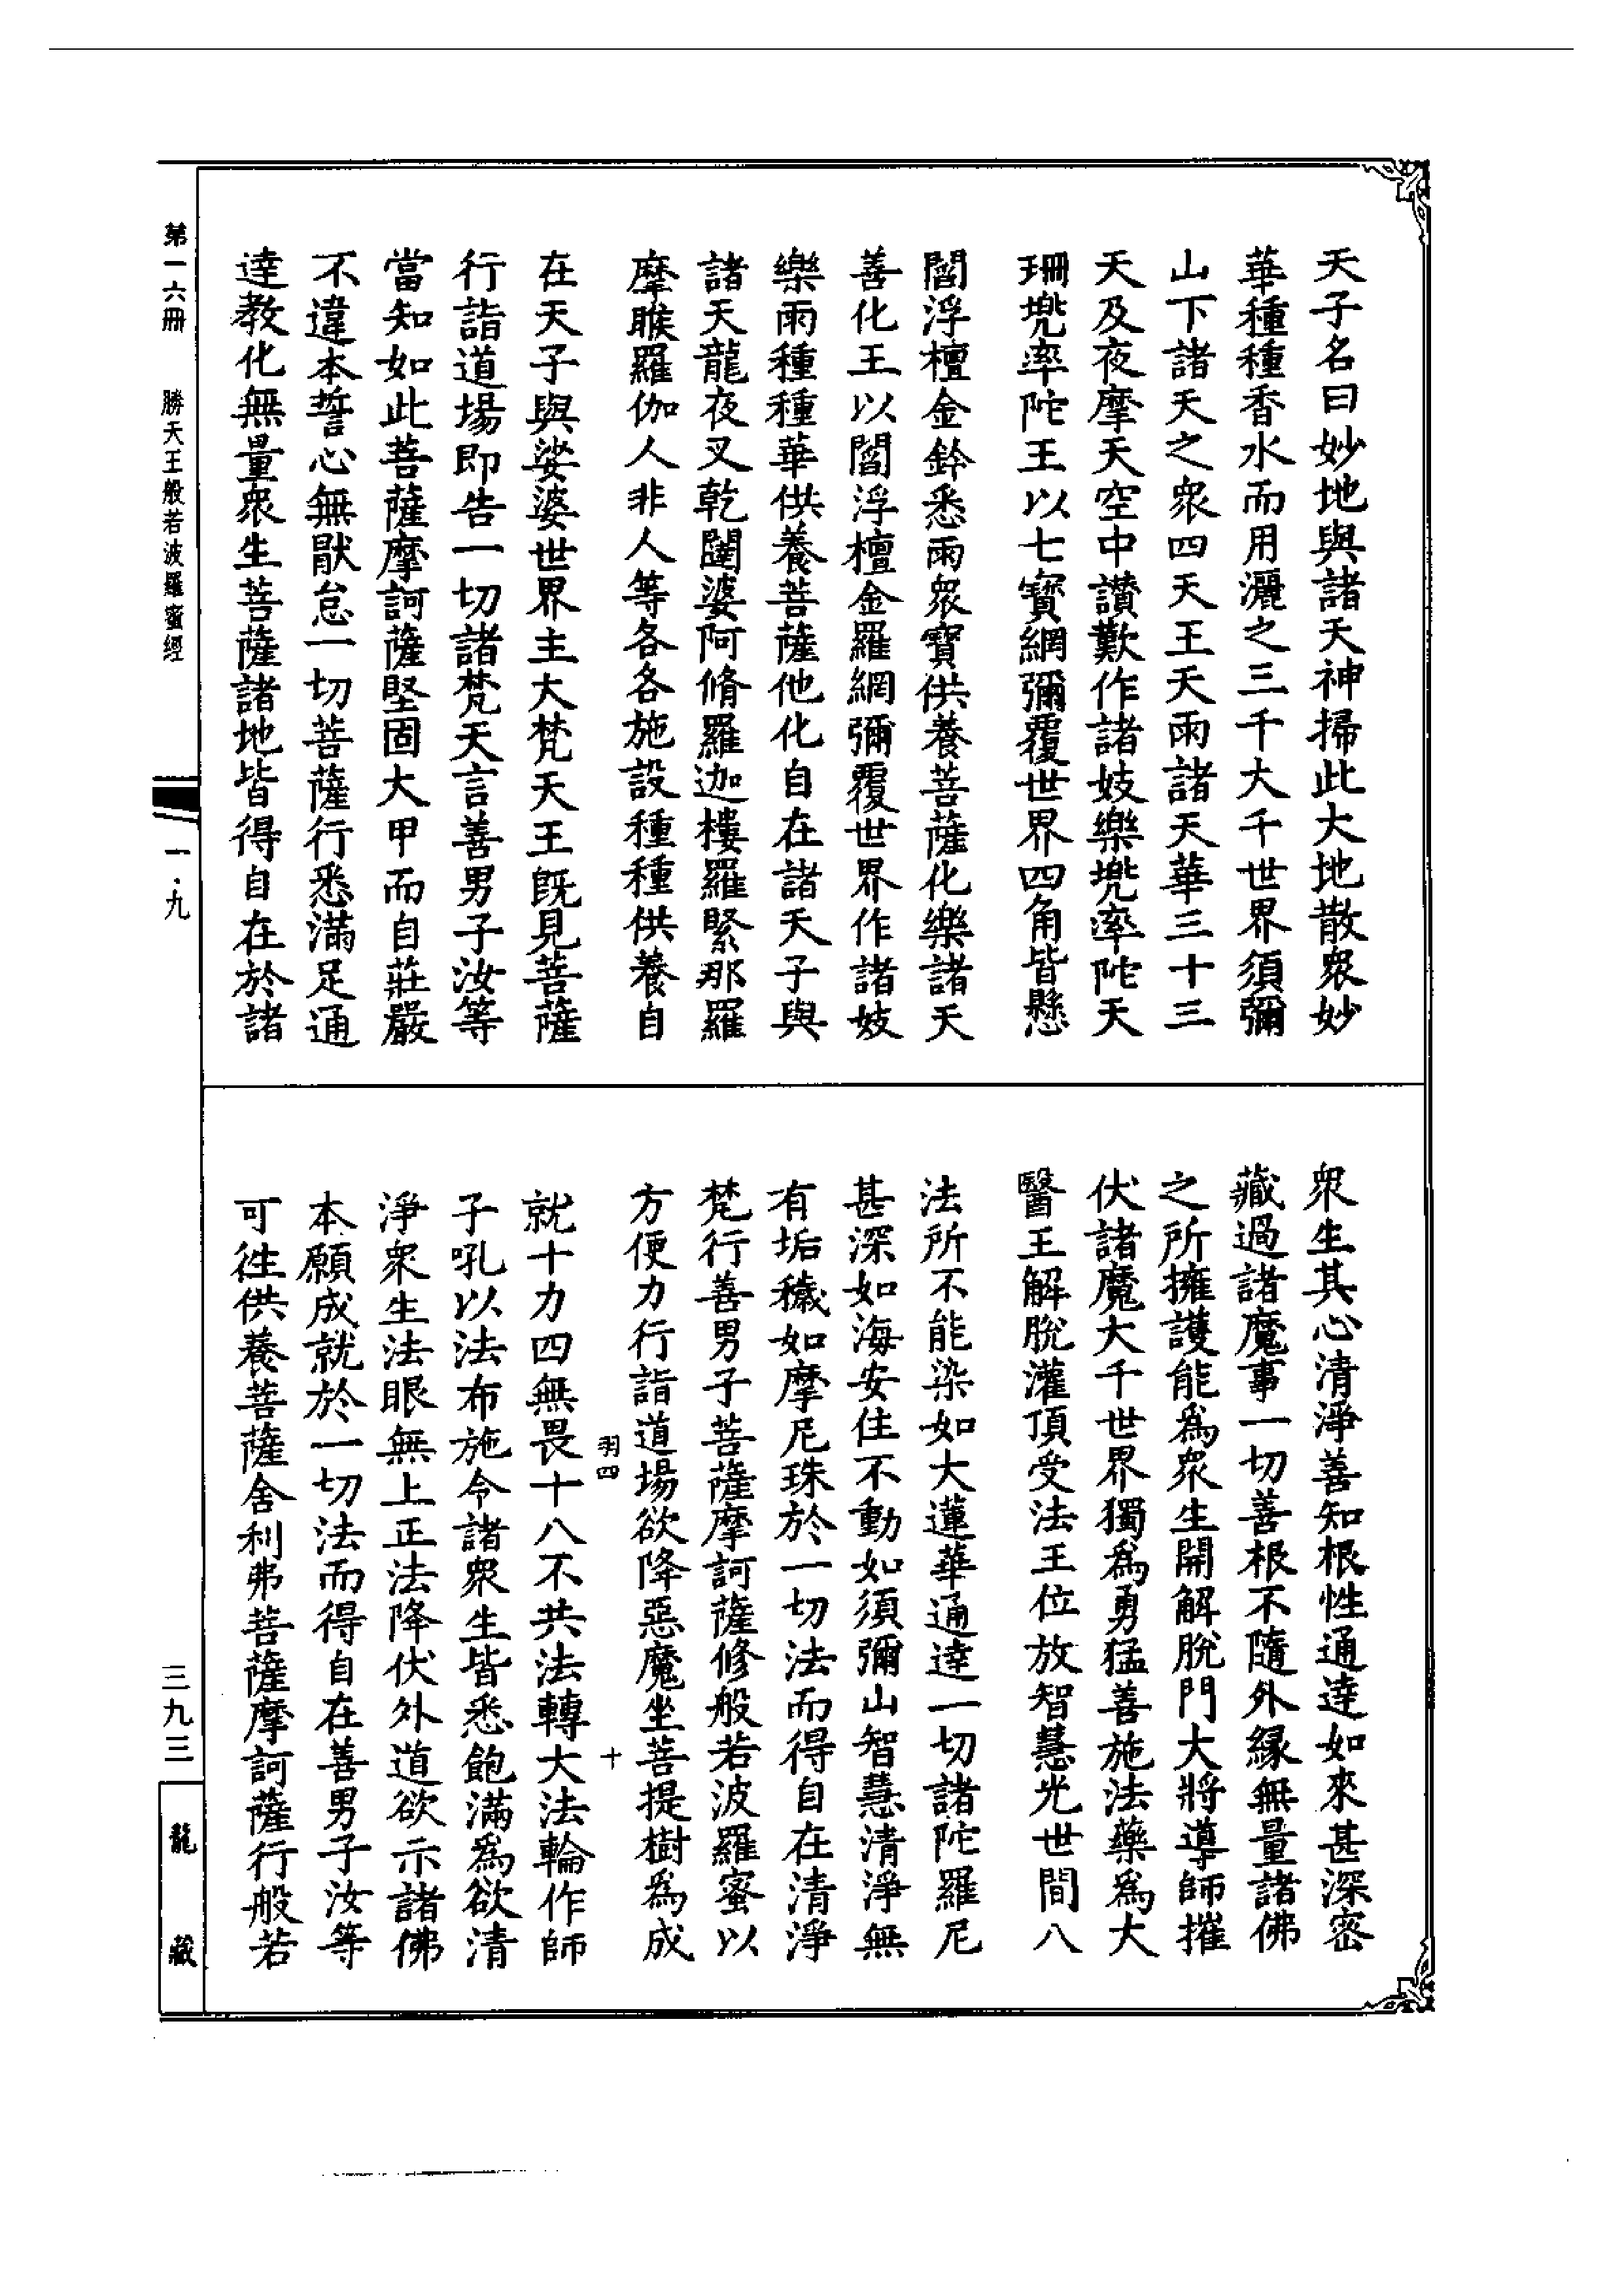 天子名曰妙地與諸天神掃此大地散衆妙
華種種香水而用灑之三千大千世界須彌
山下諸天之衆四天王天雨諸天華三十三
天及夜摩天空中讃歎作諸妓樂兠率陀天
珊兠率陀王以七寳網彌覆世界四角皆懸
閻浮檀金鈴悉雨衆寳供養菩薩化樂諸天
善化王以閻浮檀金羅網彌覆世界作諸妓
樂雨種種華供養菩薩他化自在諸天子與
諸天龍夜叉乾闥婆阿脩羅迦樓羅緊那羅
摩睺羅伽人非人等各各施設種種供養自
在天子與娑婆世界主大梵天王旣見菩薩
行詣道場即告一切諸梵天言善男子汝等
當知如此菩薩摩訶薩堅固大甲而自莊嚴
不違本誓心無猒怠一切菩薩行悉滿足通
達教化無量衆生菩薩諸地皆得自在於諸
衆生其心清淨善知根性通達如來甚深密
藏過諸魔事一切善根不隨外緣無量諸佛
之所擁護能爲衆生開解脫門大將導師摧
伏諸魔大千世界獨爲勇猛善施法藥爲大
醫王解脫灌頂受法王位放智慧光世間八
法所不能染如大蓮華通達一切諸陀羅尼
甚深如海安住不動如須彌山智慧清淨無
有垢穢如摩尼珠於一切法而得自在清淨
梵行善男子菩薩摩訶薩修般若波羅蜜以
方便力行詣道場欲降惡魔坐菩提樹爲成
羽四 十
就十力四無畏十八不共法轉大法輪作師
子吼以法布施令諸衆生皆悉飽滿爲欲清
淨衆生法眼無上正法降伏外道欲示諸佛
本願成就於一切法而得自在善男子汝等
可徃供養菩薩舍利弗菩薩摩訶薩行般若
第一六冊 勝天王般若波羅蜜經 一·九 三九三 龍藏